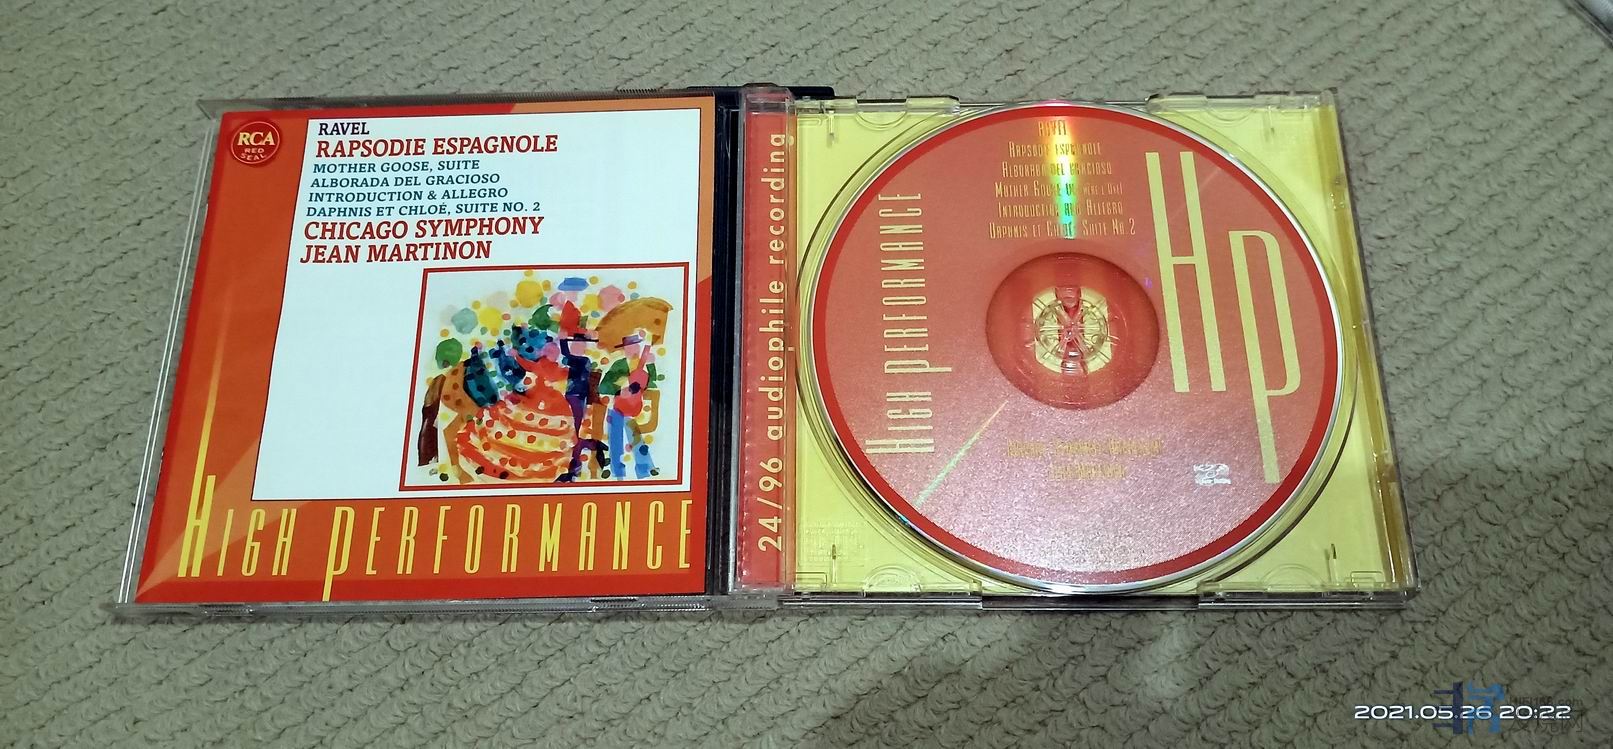 RCA
RED
SEAL
RAVEL
RAPSODIE ESPAGNOLE
MOTHER GOOSE, SUITE
ALBORADA DEL GRACIOSO
INTRODUCTION & ALLEGRO
DAPHNIS ET CHLOÉ, SUITE NO. 2
CHICAGO SYMPHONY
JEAN MARTINON
HIGH PERFORMANCE
24/96 audiophile recording
RAVEL
RAPSODIE ESPAGNOLE
ALBORADA DEL GRACIOSO
MOTHER GOOSE
INTRODUCTION AND ALLEGRO
DAPHNIS ET CHLOÉ, SUITE NO. 2
HIGH PERFORMANCE
HP
2021.05.26 20:22